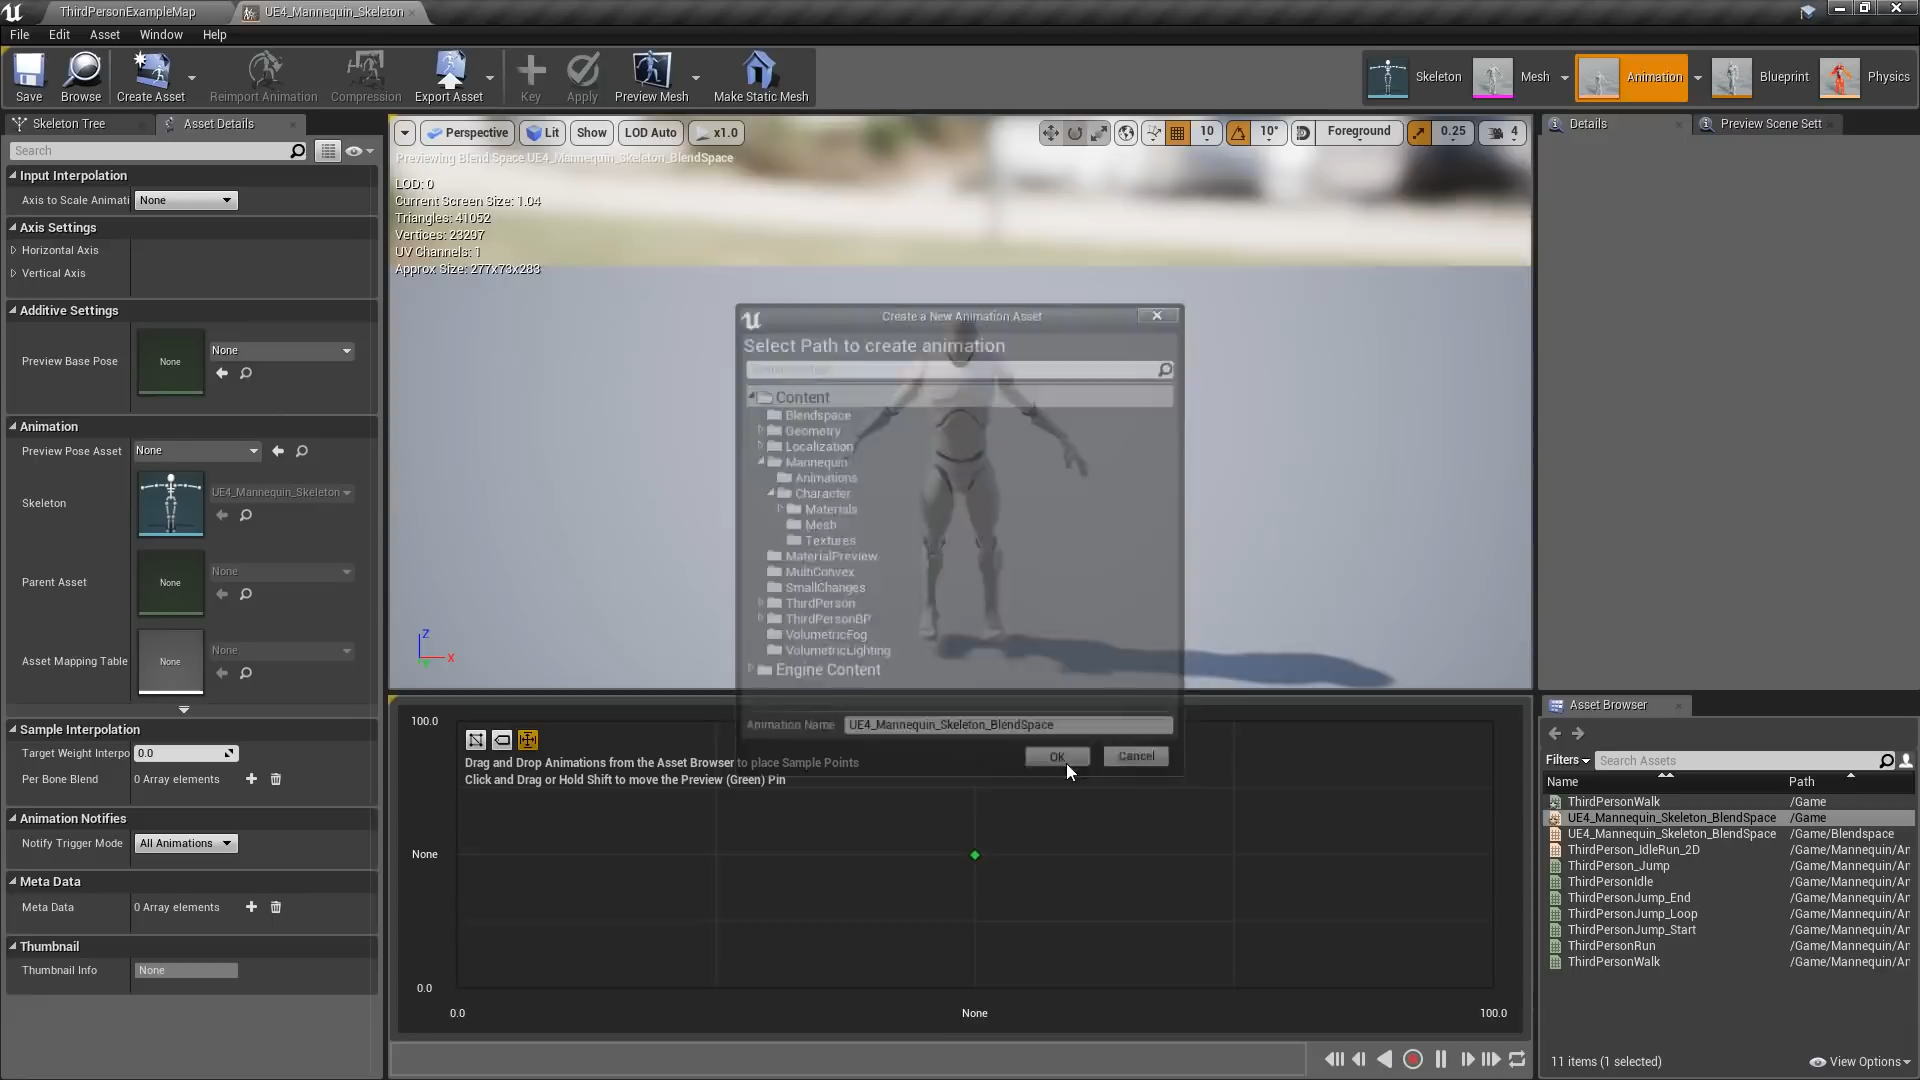 ThirdPersonExampleMap
UE4_Mannequin_Skeleton
File Edit Asset Window Help
Save
Browse
Create Asset
Reimport Animation
Compression
Export Asset
Key
Apply
Preview Mesh
Make Static Mesh
Skeleton
Mesh
Animation
Blueprint
Physics
Skeleton Tree
Asset Details
Search
Input Interpolation
Axis to Scale Animati
None
Axis Settings
Horizontal Axis
Vertical Axis
Additive Settings
Preview Base Pose
None
None
Animation
Preview Pose Asset
None
Skeleton
UE4_Mannequin_Skeleton
Parent Asset
None
None
Asset Mapping Table
None
None
Sample Interpolation
Target Weight Interpo
0.0
Per Bone Blend
0 Array elements
Animation Notifies
Notify Trigger Mode
All Animations
Meta Data
Meta Data
0 Array elements
Thumbnail
Thumbnail Info
None
Perspective
Lit
Show
LOD Auto
x1.0
10
10°
Foreground
0.25
4
Previewing Blend Space UE4_Mannequin_Skeleton_BlendSpace
LOD: 0
Current Screen Size: 1.04
Triangles: 41052
Vertices: 23297
UV Channels: 1
Approx Size: 277x73x283
Z
X
Create a New Animation Asset
Select Path to create animation
Content
Blendspace
Geometry
Localization
Mannequin
Animations
Character
Materials
Mesh
Textures
MaterialPreview
MultiConvex
SmallChanges
ThirdPerson
ThirdPersonBP
VolumetricFog
VolumetricLighting
Engine Content
Animation Name
UE4_Mannequin_Skeleton_BlendSpace
OK
Cancel
100.0
Drag and Drop Animations from the Asset Browser to place Sample Points
Click and Drag or Hold Shift to move the Preview (Green) Pin
None
0.0
0.0
None
100.0
Details
Preview Scene Sett
Asset Browser
Filters
Search Assets
Name
Path
ThirdPersonWalk /Game
UE4_Mannequin_Skeleton_BlendSpace /Game
UE4_Mannequin_Skeleton_BlendSpace /Game/Blendspace
ThirdPerson_IdleRun_2D /Game/Mannequin/An
ThirdPerson_Jump /Game/Mannequin/An
ThirdPersonIdle /Game/Mannequin/An
ThirdPersonJump_End /Game/Mannequin/An
ThirdPersonJump_Loop /Game/Mannequin/An
ThirdPersonJump_Start /Game/Mannequin/An
ThirdPersonRun /Game/Mannequin/An
ThirdPersonWalk /Game/Mannequin/An
11 items (1 selected)
View Options